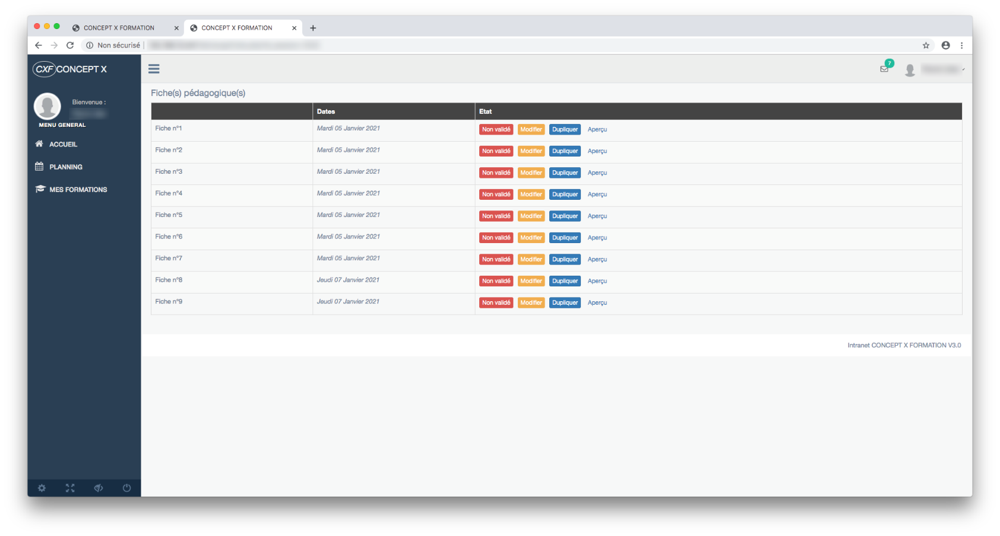 CONCEPT X FORMATION
CONCEPT X FORMATION
Non sécurisé
CXF CONCEPT X
7
Bienvenue :
MENU GENERAL
ACCUEIL
PLANNING
MES FORMATIONS
Fiche(s) pédagogique(s)
Dates Etat
Fiche n°1 Mardi 05 Janvier 2021 Non validé Modifier Dupliquer Aperçu
Fiche n°2 Mardi 05 Janvier 2021 Non validé Modifier Dupliquer Aperçu
Fiche n°3 Mardi 05 Janvier 2021 Non validé Modifier Dupliquer Aperçu
Fiche n°4 Mardi 05 Janvier 2021 Non validé Modifier Dupliquer Aperçu
Fiche n°5 Mardi 05 Janvier 2021 Non validé Modifier Dupliquer Aperçu
Fiche n°6 Mardi 05 Janvier 2021 Non validé Modifier Dupliquer Aperçu
Fiche n°7 Mardi 05 Janvier 2021 Non validé Modifier Dupliquer Aperçu
Fiche n°8 Jeudi 07 Janvier 2021 Non validé Modifier Dupliquer Aperçu
Fiche n°9 Jeudi 07 Janvier 2021 Non validé Modifier Dupliquer Aperçu
Intranet CONCEPT X FORMATION V3.0